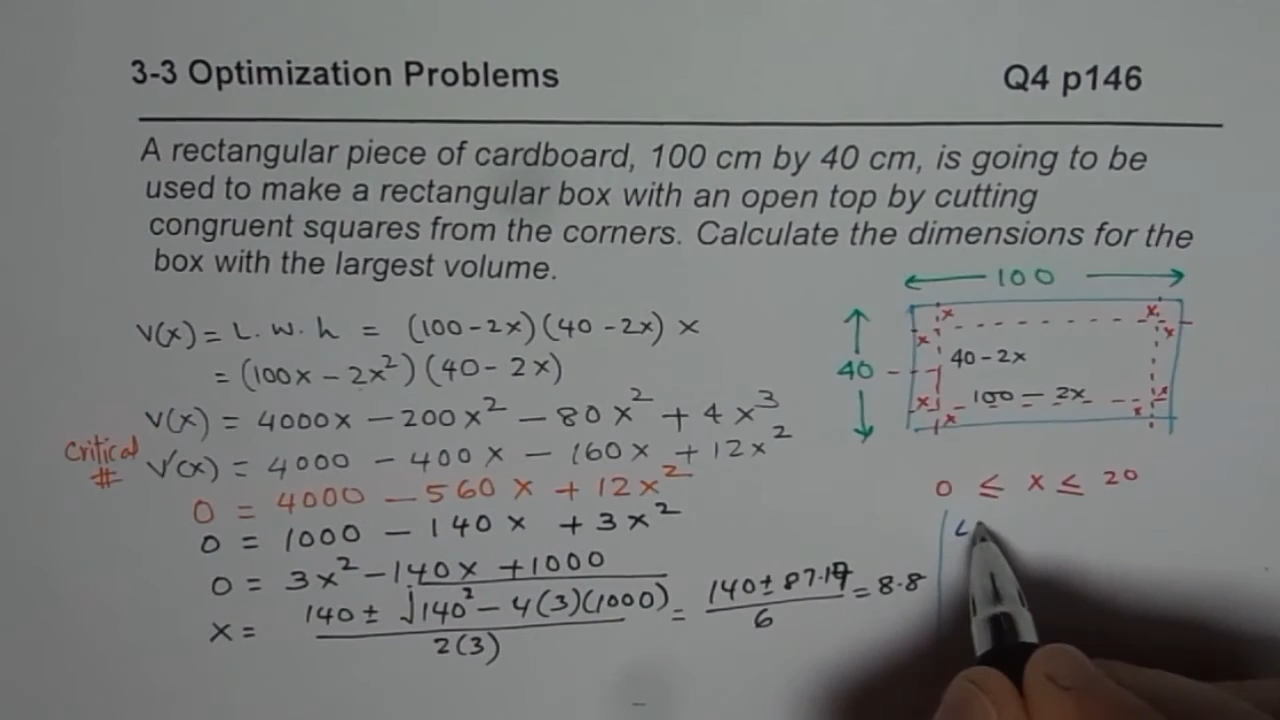 3-3 Optimization Problems Q4 p146
A rectangular piece of cardboard, 100 cm by 40 cm, is going to be
used to make a rectangular box with an open top by cutting
congruent squares from the corners. Calculate the dimensions for the
box with the largest volume.
V(x) = L. w. h = (100-2x)(40-2x) x
= (100x - 2x²)(40-2x)
V(x) = 4000x - 200x² - 80x² + 4x³
Critical #
V'(x) = 4000 - 400x - 160x + 12x²
0 = 4000 - 560x + 12x²
0 = 1000 - 140x + 3x²
0 = 3x² - 140x + 1000
x = 140 ± √140² - 4(3)(1000) / 2(3) = 140 ± 87.17 / 6 = 8.8
100
x x
x x
40
40-2x
100-2x
x x
x x
0 ≤ x ≤ 20